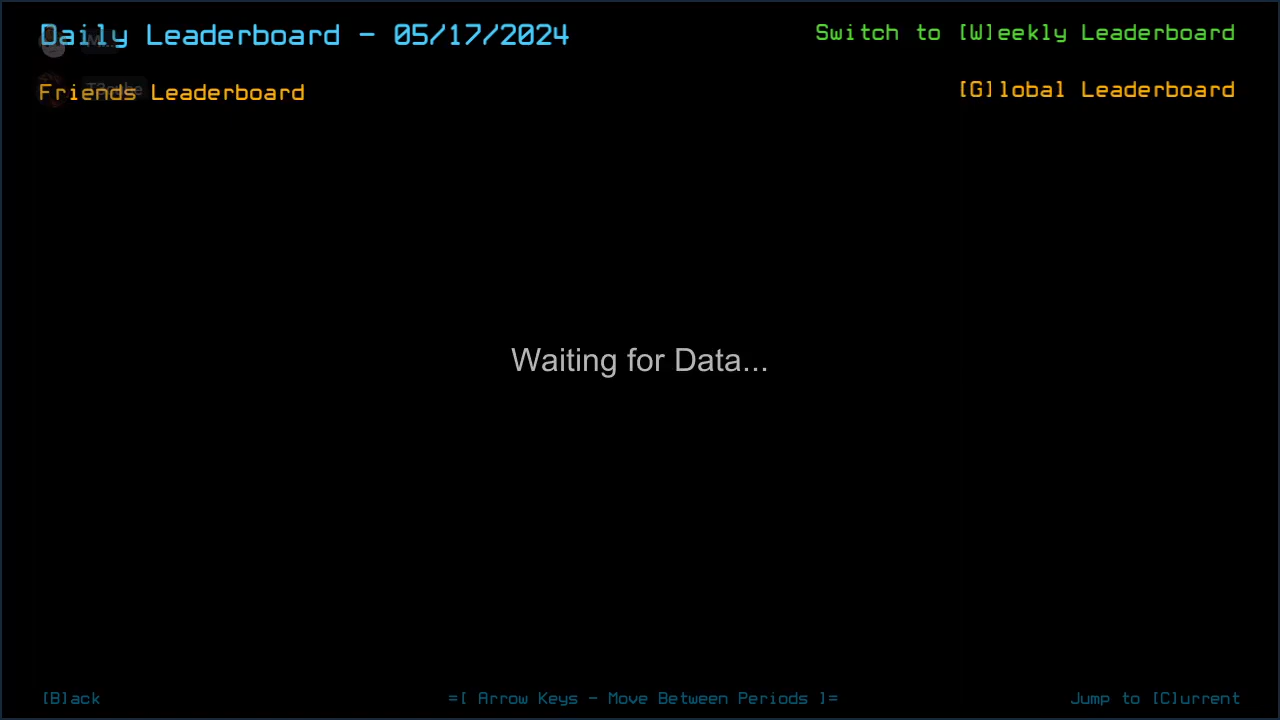 Daily Leaderboard - 05/17/2024
Switch to [W]eekly Leaderboard
Friends Leaderboard
[G]lobal Leaderboard
Waiting for Data...
[B]ack
=[ Arrow Keys - Move Between Periods ]=
Jump to [C]urrent